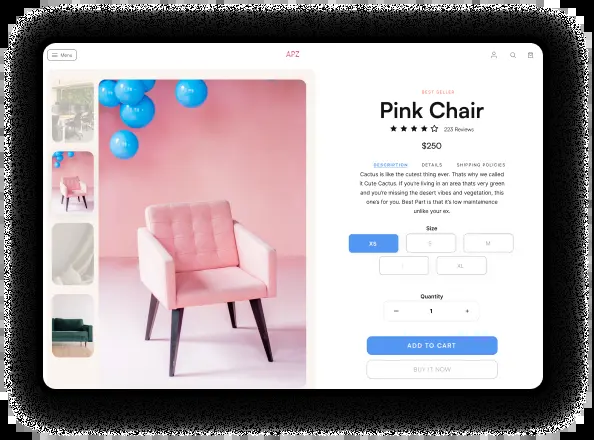 Menu
APZ
BEST SELLER
Pink Chair
223 Reviews
$250
DESCRIPTION DETAILS SHIPPING POLICIES
Cactus is like the cutest thing ever. Thats why we called
it Cute Cactus. If you're living in an area thats very green
and you're missing the desert vibes and vegetation, this
one's for you. Best Part is that it's low maintainence
unlike your ex.
Size
XS S M
XL
Quantity
− 1 +
ADD TO CART
BUY IT NOW